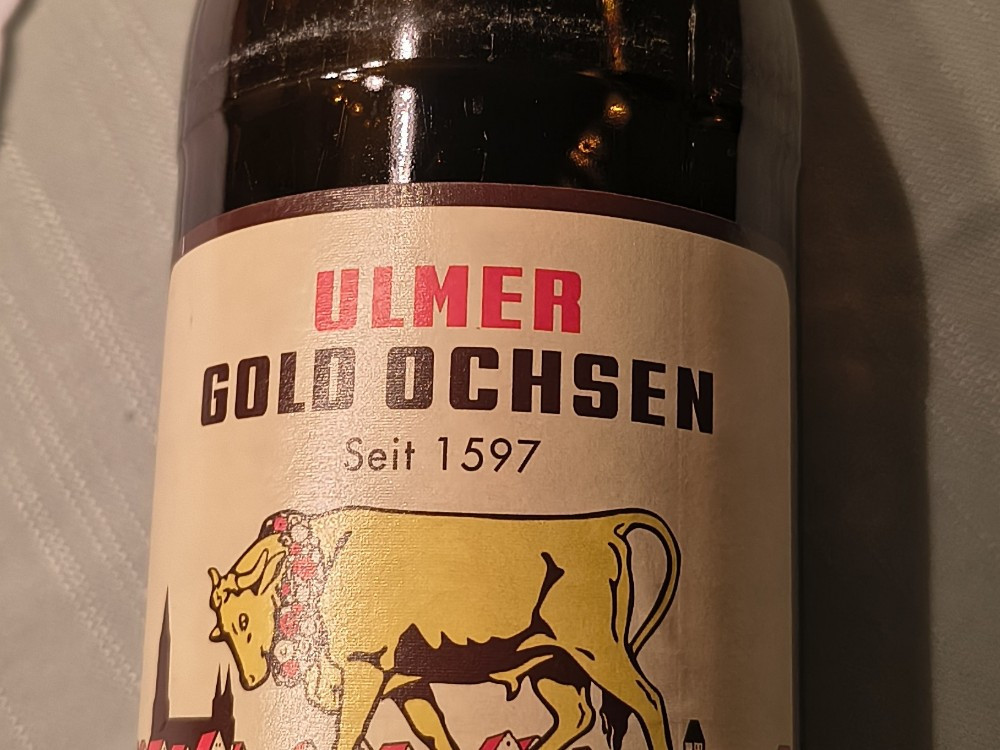 ULMER
GOLD OCHSEN
Seit 1597